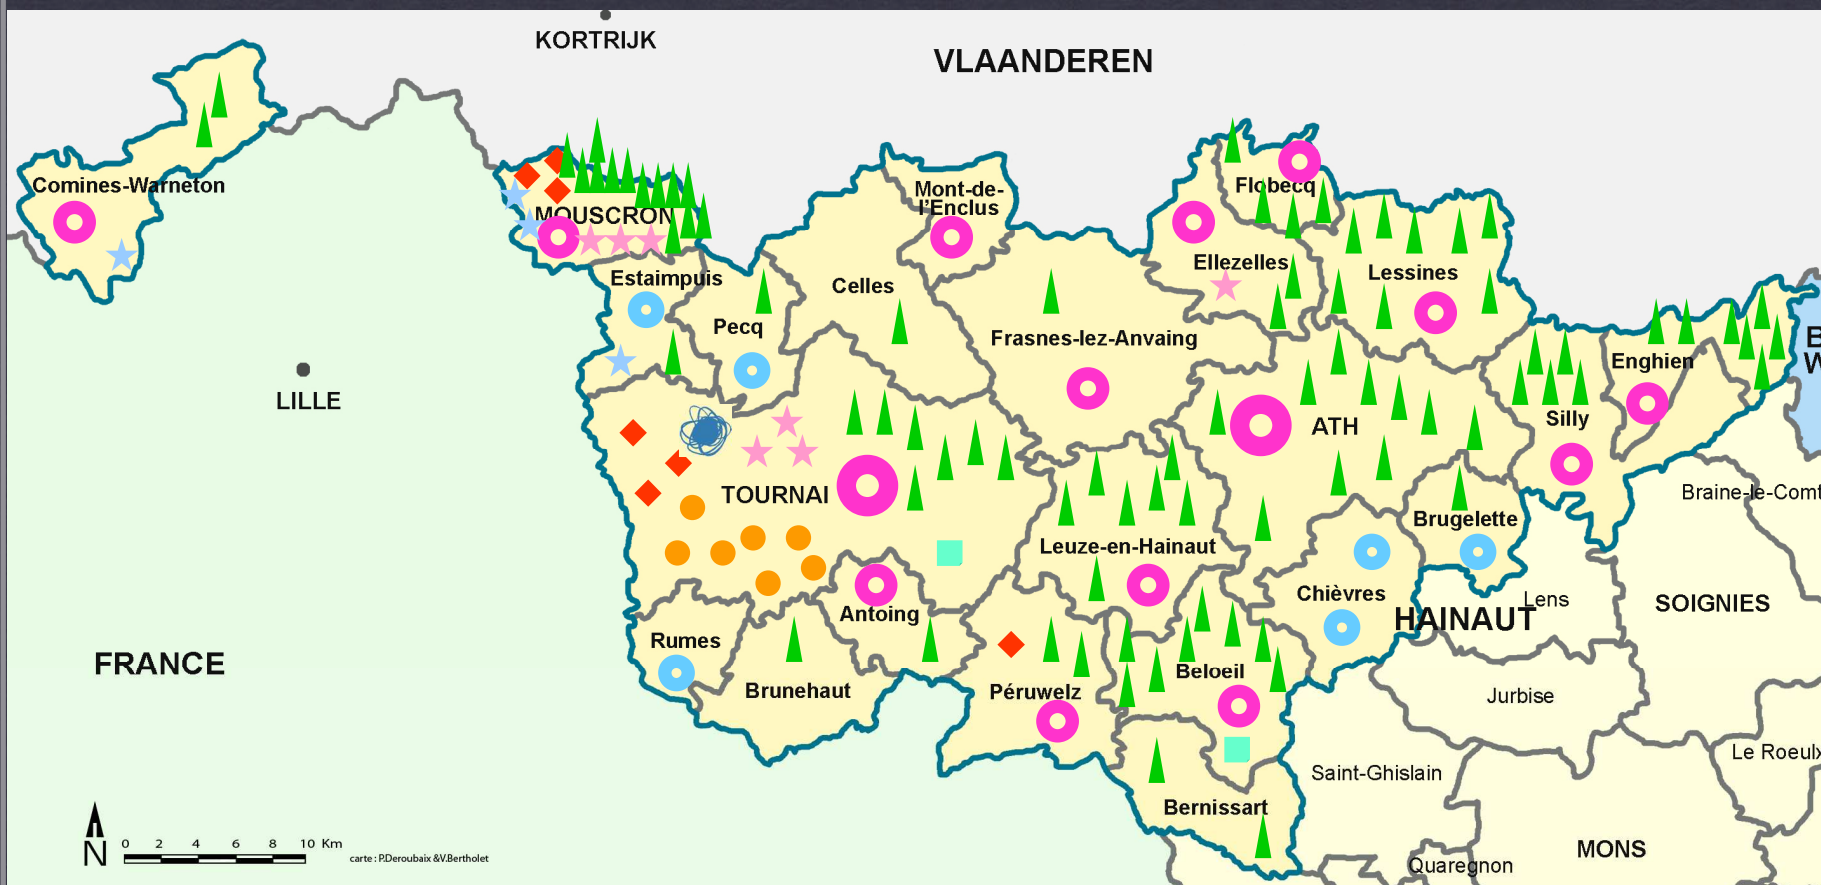 KORTRIJK
VLAANDEREN
Comines-Warneton
MOUSCRON
Mont-de-
l'Enclus
Flobecq
Estaimpuis
Celles
Ellezelles
Lessines
Pecq
Frasnes-lez-Anvaing
B
W
Enghien
LILLE
ATH
Silly
TOURNAI
Braine-le-Comt
Brugelette
Leuze-en-Hainaut
Chièvres
Lens
SOIGNIES
HAINAUT
Antoing
Rumes
FRANCE
Beloeil
Brunehaut
Péruwelz
Jurbise
Le Roeulx
Saint-Ghislain
Bernissart
N
0 2 4 6 8 10 Km
carte : P.Deroubaix &V.Bertholet
MONS
Quaregnon